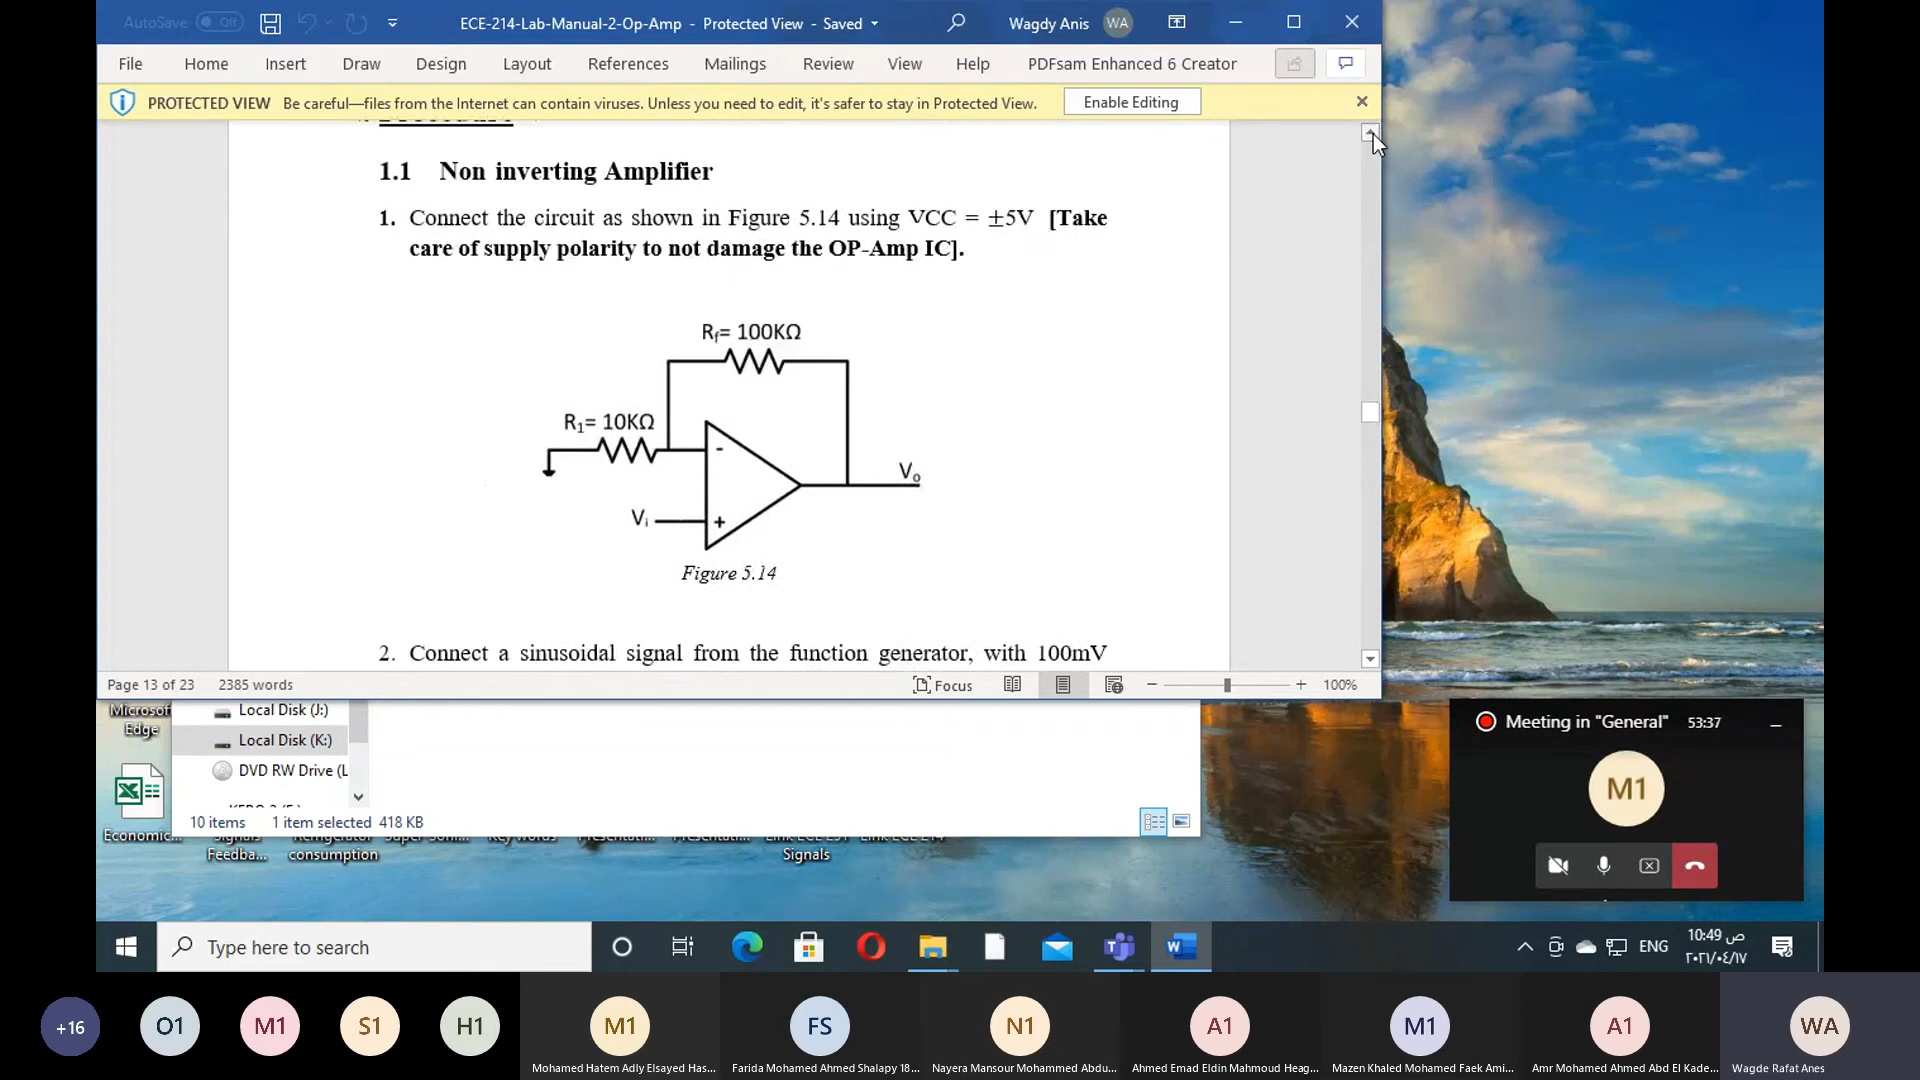 AutoSave Off ECE-214-Lab-Manual-2-Op-Amp - Protected View - Saved Wagdy Anis WA
File Home Insert Draw Design Layout References Mailings Review View Help PDFsam Enhanced 6 Creator
PROTECTED VIEW Be careful—files from the Internet can contain viruses. Unless you need to edit, it's safer to stay in Protected View. Enable Editing
1.1 Non inverting Amplifier
1. Connect the circuit as shown in Figure 5.14 using VCC = ±5V [Take
care of supply polarity to not damage the OP-Amp IC].
Rf= 100KΩ
R1= 10KΩ
-
Vo
Vi
+
Figure 5.14
2. Connect a sinusoidal signal from the function generator, with 100mV
Page 13 of 23 2385 words Focus 100%
Microsof
Edge
Local Disk (J:)
Local Disk (K:)
DVD RW Drive (L
10 items 1 item selected 418 KB
Economic...
Feedba...
consumption
Signals
Meeting in "General" 53:37
M1
Type here to search
ENG
10:49 ص
٢٠٢١/٠٤/١٧
+16 O1 M1 S1 H1 M1 FS N1 A1 M1 A1 WA
Mohamed Hatem Adly Elsayed Has...
Farida Mohamed Ahmed Shalapy 18...
Nayera Mansour Mohammed Abdu...
Ahmed Emad Eldin Mahmoud Heag...
Mazen Khaled Mohamed Faek Ami...
Amr Mohamed Ahmed Abd El Kade...
Wagde Rafat Anes